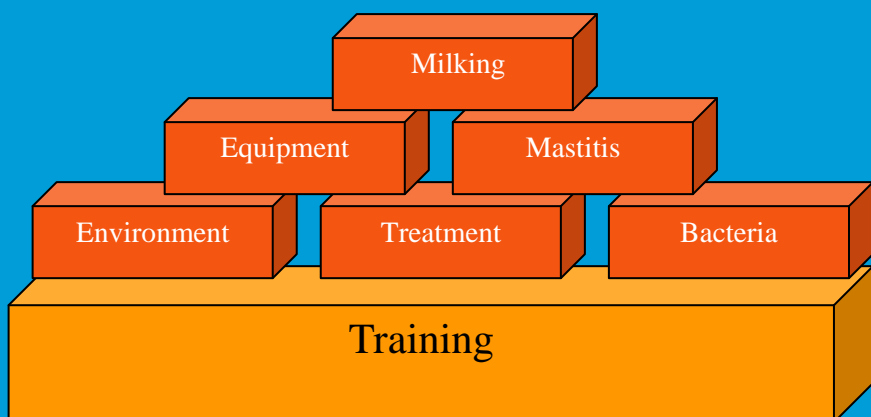 Milking
Equipment Mastitis
Environment Treatment Bacteria
Training